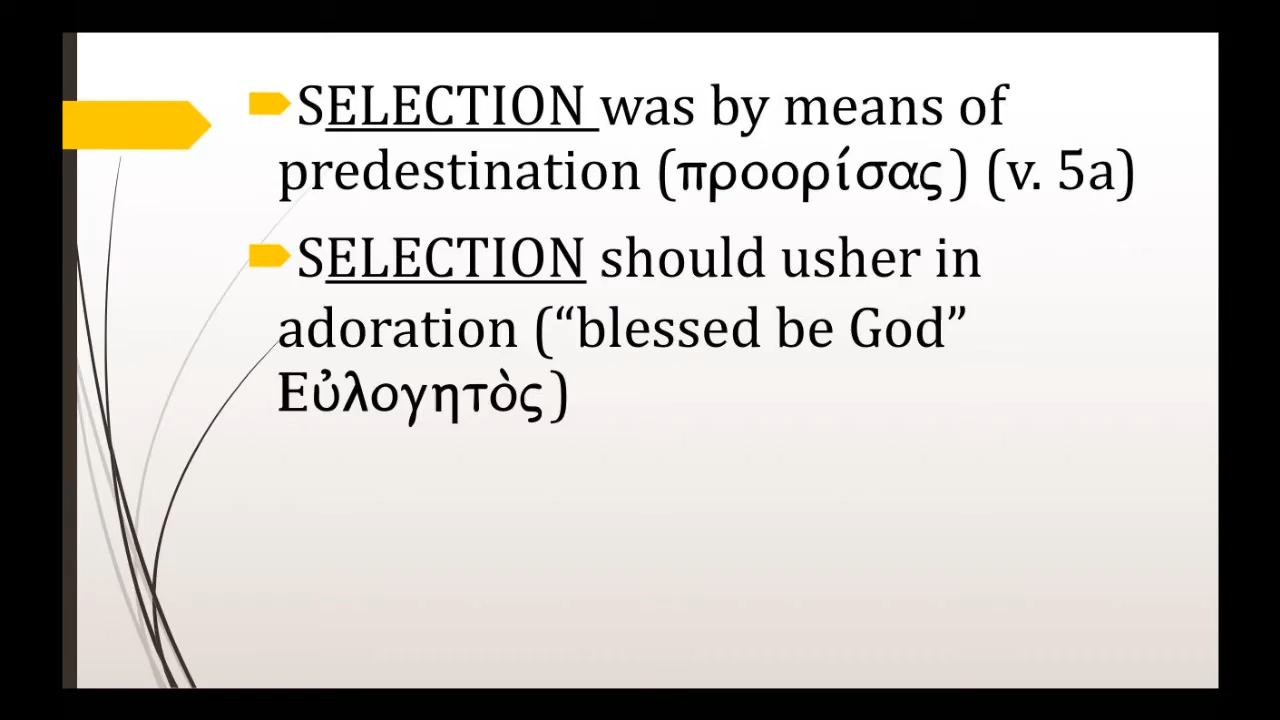 SELECTION was by means of
predestination (προορίσας) (v. 5a)
SELECTION should usher in
adoration (“blessed be God”
Εὐλογητὸς)